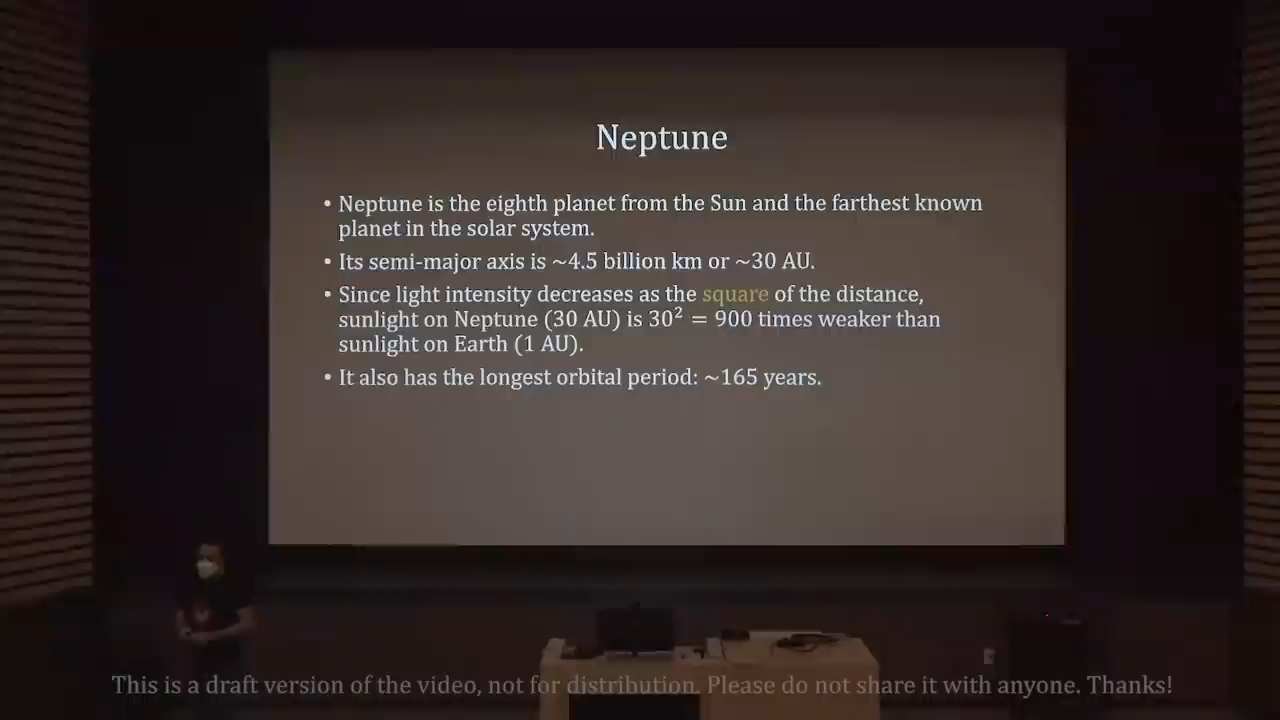 Neptune
• Neptune is the eighth planet from the Sun and the farthest known
planet in the solar system.
• Its semi-major axis is ~4.5 billion km or ~30 AU.
• Since light intensity decreases as the square of the distance,
sunlight on Neptune (30 AU) is 30² = 900 times weaker than
sunlight on Earth (1 AU).
• It also has the longest orbital period: ~165 years.
This is a draft version of the video, not for distribution. Please do not share it with anyone. Thanks!